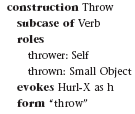 construction Throw
subcase of Verb
roles
thrower: Self
thrown: Small Object
evokes Hurl-X as h
form "throw"